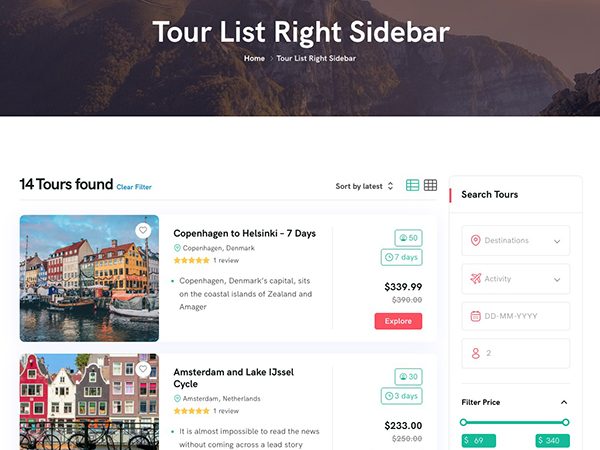 Tour List Right Sidebar
Home > Tour List Right Sidebar
14 Tours found Clear Filter
Sort by latest
Copenhagen to Helsinki – 7 Days
Copenhagen, Denmark
1 review
Copenhagen, Denmark's capital, sits
on the coastal islands of Zealand and
Amager
50
7 days
$339.99
$390.00
Explore
Amsterdam and Lake IJssel
Cycle
Amsterdam, Netherlands
1 review
It is almost impossible to read the news
without coming across a lead story
30
3 days
$233.00
$250.00
Search Tours
Destinations
Activity
DD-MM-YYYY
2
Filter Price
$ 69
$ 340